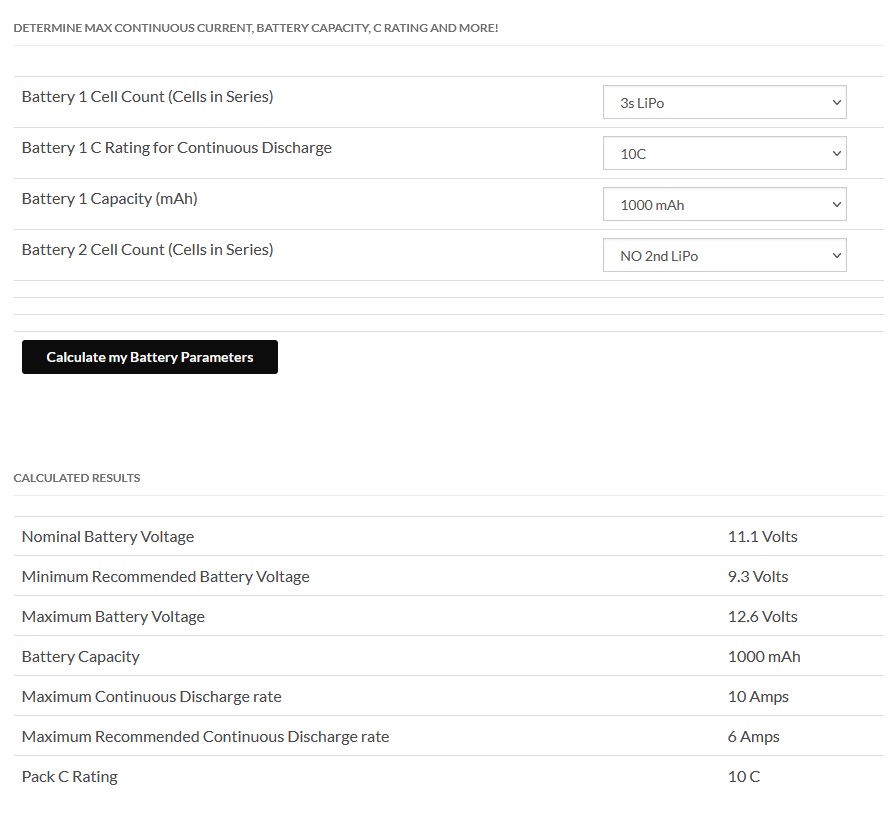 DETERMINE MAX CONTINUOUS CURRENT, BATTERY CAPACITY, C RATING AND MORE!
Battery 1 Cell Count (Cells in Series) 3s LiPo
Battery 1 C Rating for Continuous Discharge 10C
Battery 1 Capacity (mAh) 1000 mAh
Battery 2 Cell Count (Cells in Series) NO 2nd LiPo
Calculate my Battery Parameters
CALCULATED RESULTS
Nominal Battery Voltage 11.1 Volts
Minimum Recommended Battery Voltage 9.3 Volts
Maximum Battery Voltage 12.6 Volts
Battery Capacity 1000 mAh
Maximum Continuous Discharge rate 10 Amps
Maximum Recommended Continuous Discharge rate 6 Amps
Pack C Rating 10 C